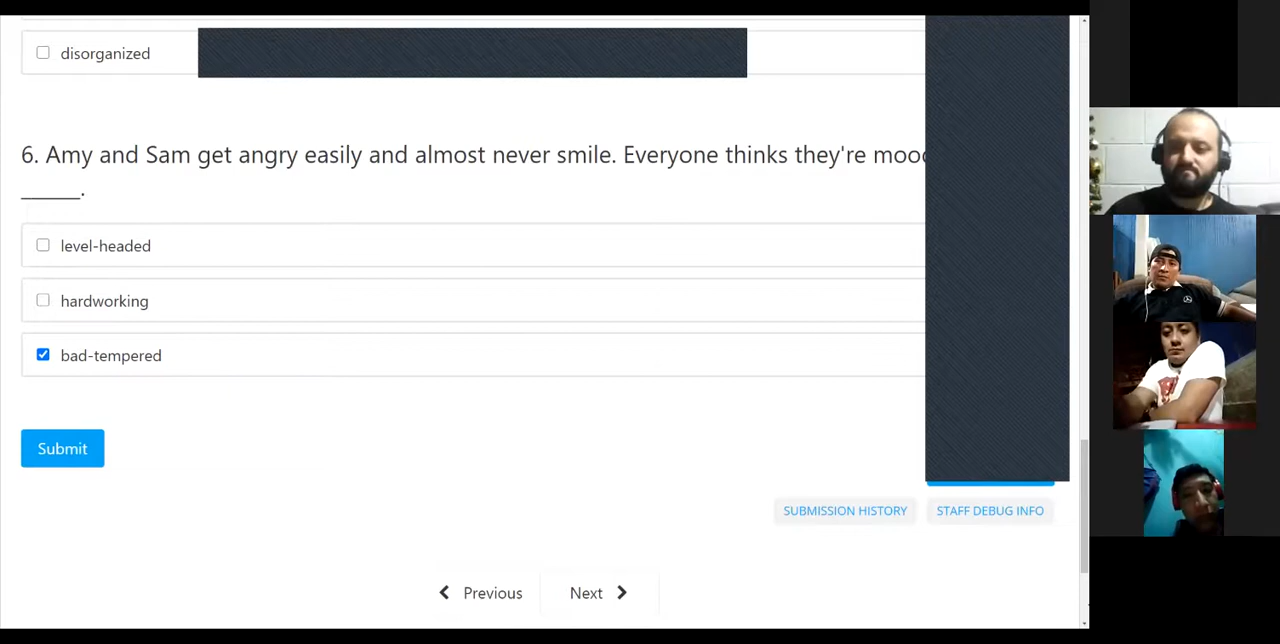 disorganized
6. Amy and Sam get angry easily and almost never smile. Everyone thinks they're
______.
level-headed
hardworking
bad-tempered
Submit
SUBMISSION HISTORY
STAFF DEBUG INFO
Previous
Next